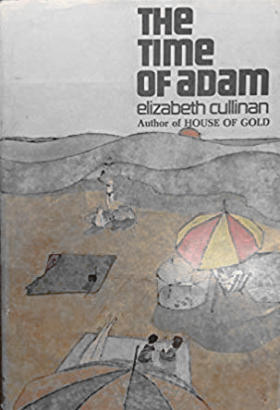 THE
TIME
OF aDam
elizabeth cullinan
Author of HOUSE OF GOLD